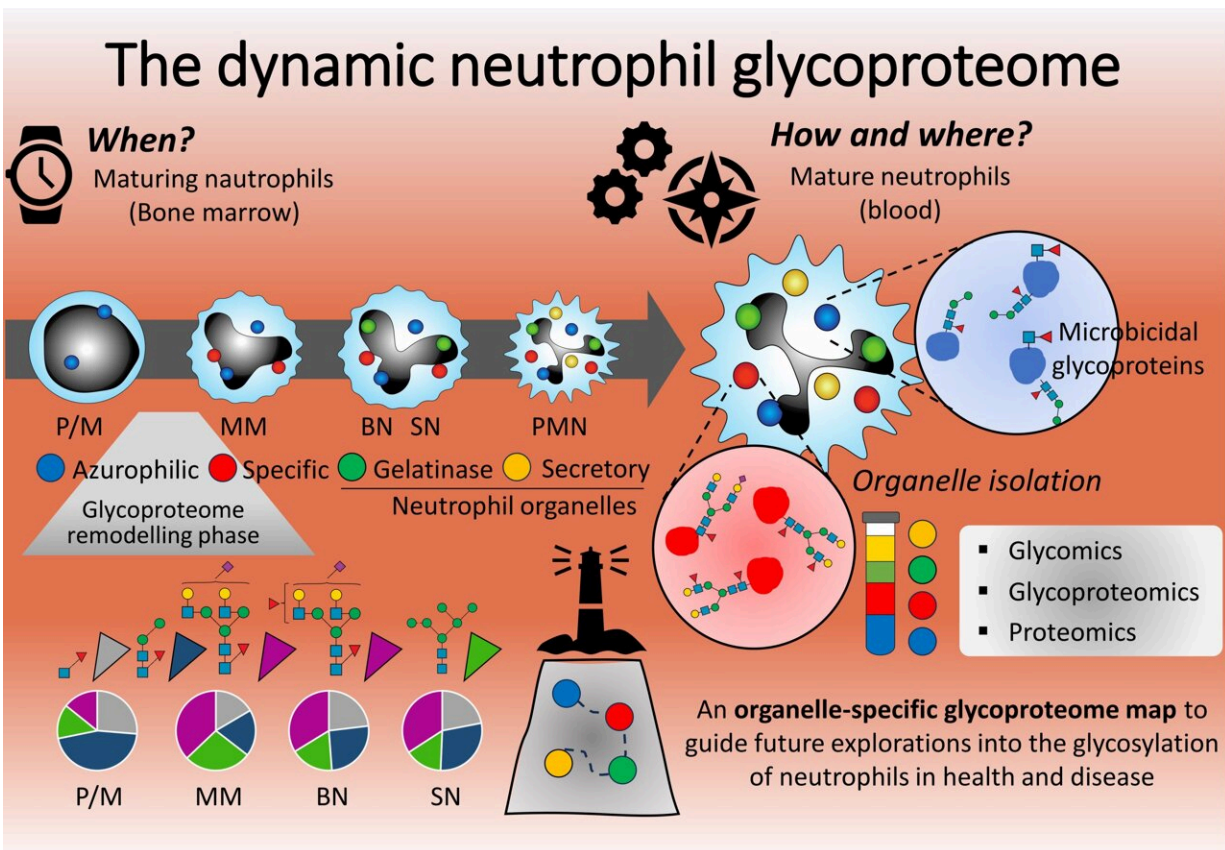 The dynamic neutrophil glycoproteome
When?
Maturing nautrophils
(Bone marrow)
How and where?
Mature neutrophils
(blood)
Microbicidal
glycoproteins
P/M
MM
BN SN
PMN
Azurophilic
Specific
Gelatinase
Secretory
Neutrophil organelles
Glycoproteome
remodelling phase
Organelle isolation
▪ Glycomics
▪ Glycoproteomics
▪ Proteomics
P/M
MM
BN
SN
An organelle-specific glycoproteome map to
guide future explorations into the glycosylation
of neutrophils in health and disease